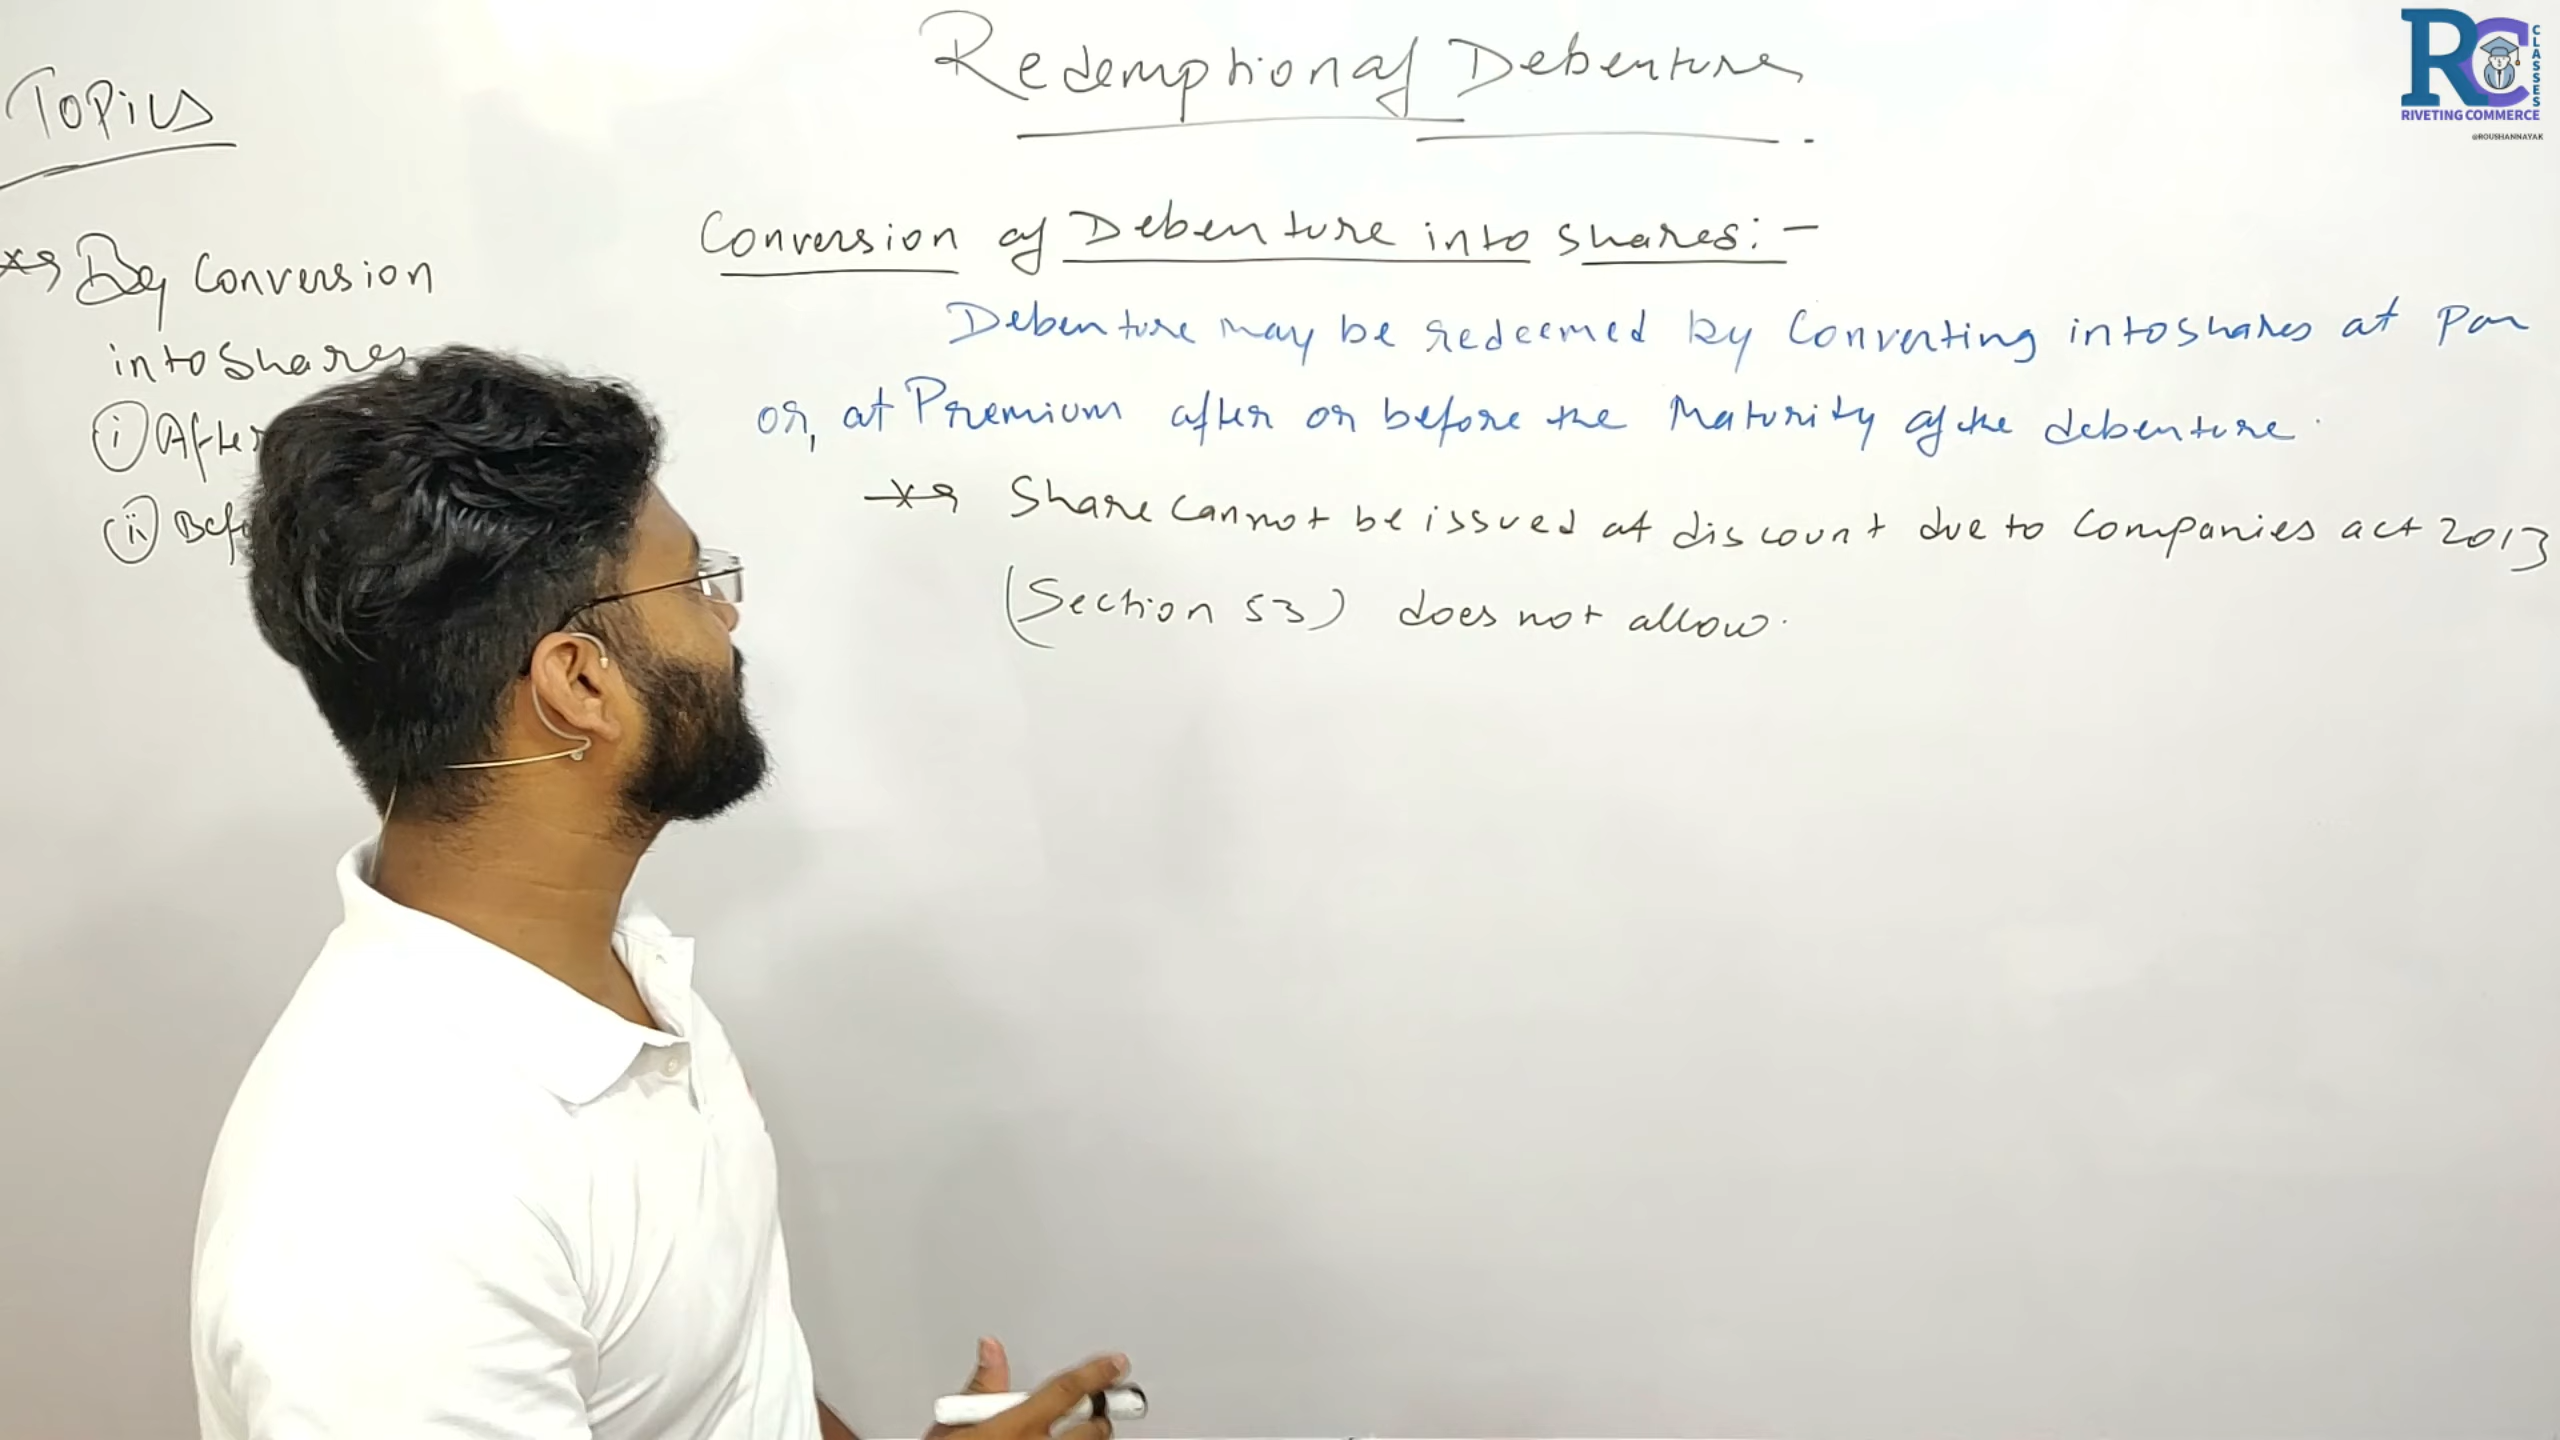 Redemption of Debenture
Topics
*→ By Conversion
into Shares
(i) After
(ii) Befo
Conversion of Debenture into shares:-
Debenture may be redeemed by Converting into shares at Par
or, at Premium after or before the Maturity of the debenture.
*→ Share cannot be issued at discount due to Companies act 2013
(Section 53) does not allow.
RC CLASSES
RIVETING COMMERCE
@ROUSHANNAYAK